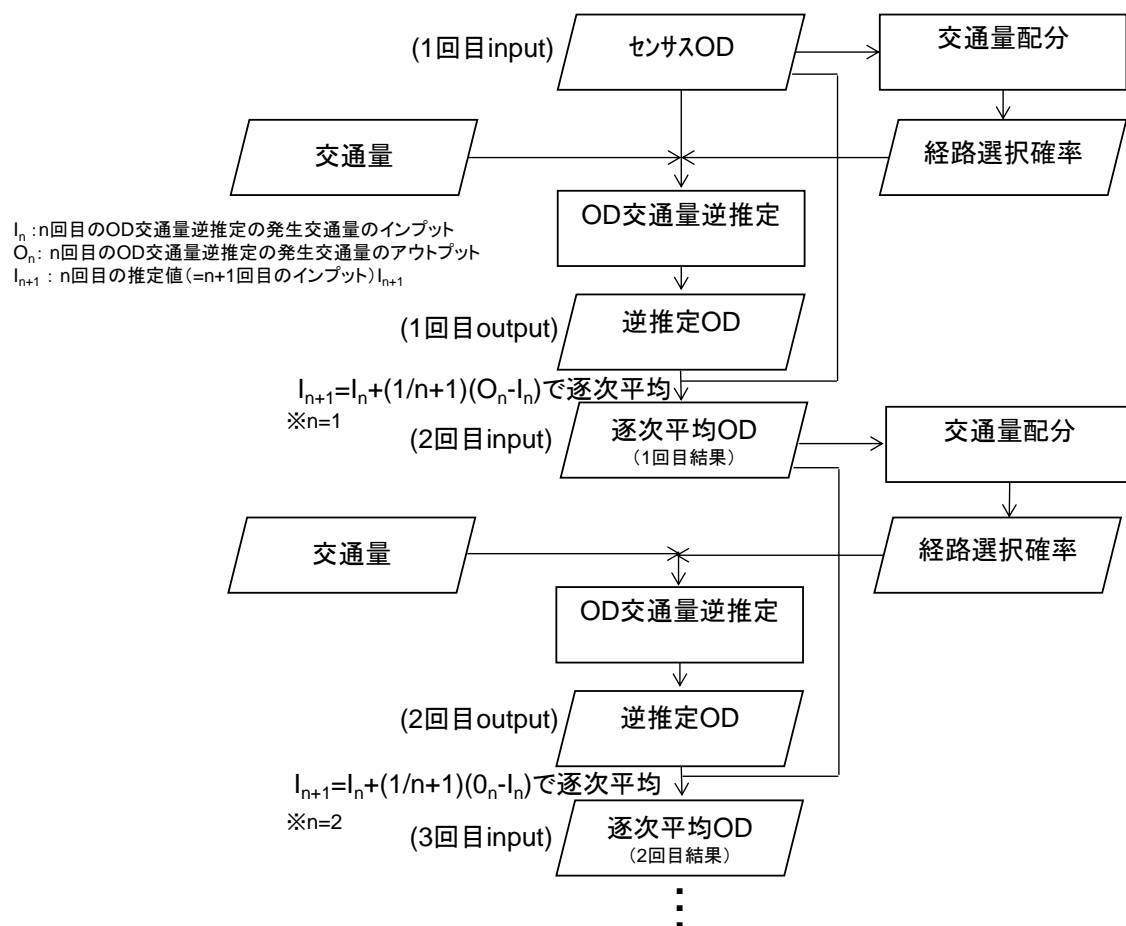 (1回目input)
センサスOD
交通量配分
交通量
経路選択確率
OD交通量逆推定
In :n回目のOD交通量逆推定の発生交通量のインプット
On: n回目のOD交通量逆推定の発生交通量のアウトプット
In+1 : n回目の推定値(=n+1回目のインプット)In+1
(1回目output)
逆推定OD
In+1=In+(1/n+1)(On-In)で逐次平均
※n=1
(2回目input)
逐次平均OD
(1回目結果)
交通量配分
交通量
経路選択確率
OD交通量逆推定
(2回目output)
逆推定OD
In+1=In+(1/n+1)(0n-In)で逐次平均
※n=2
(3回目input)
逐次平均OD
(2回目結果)